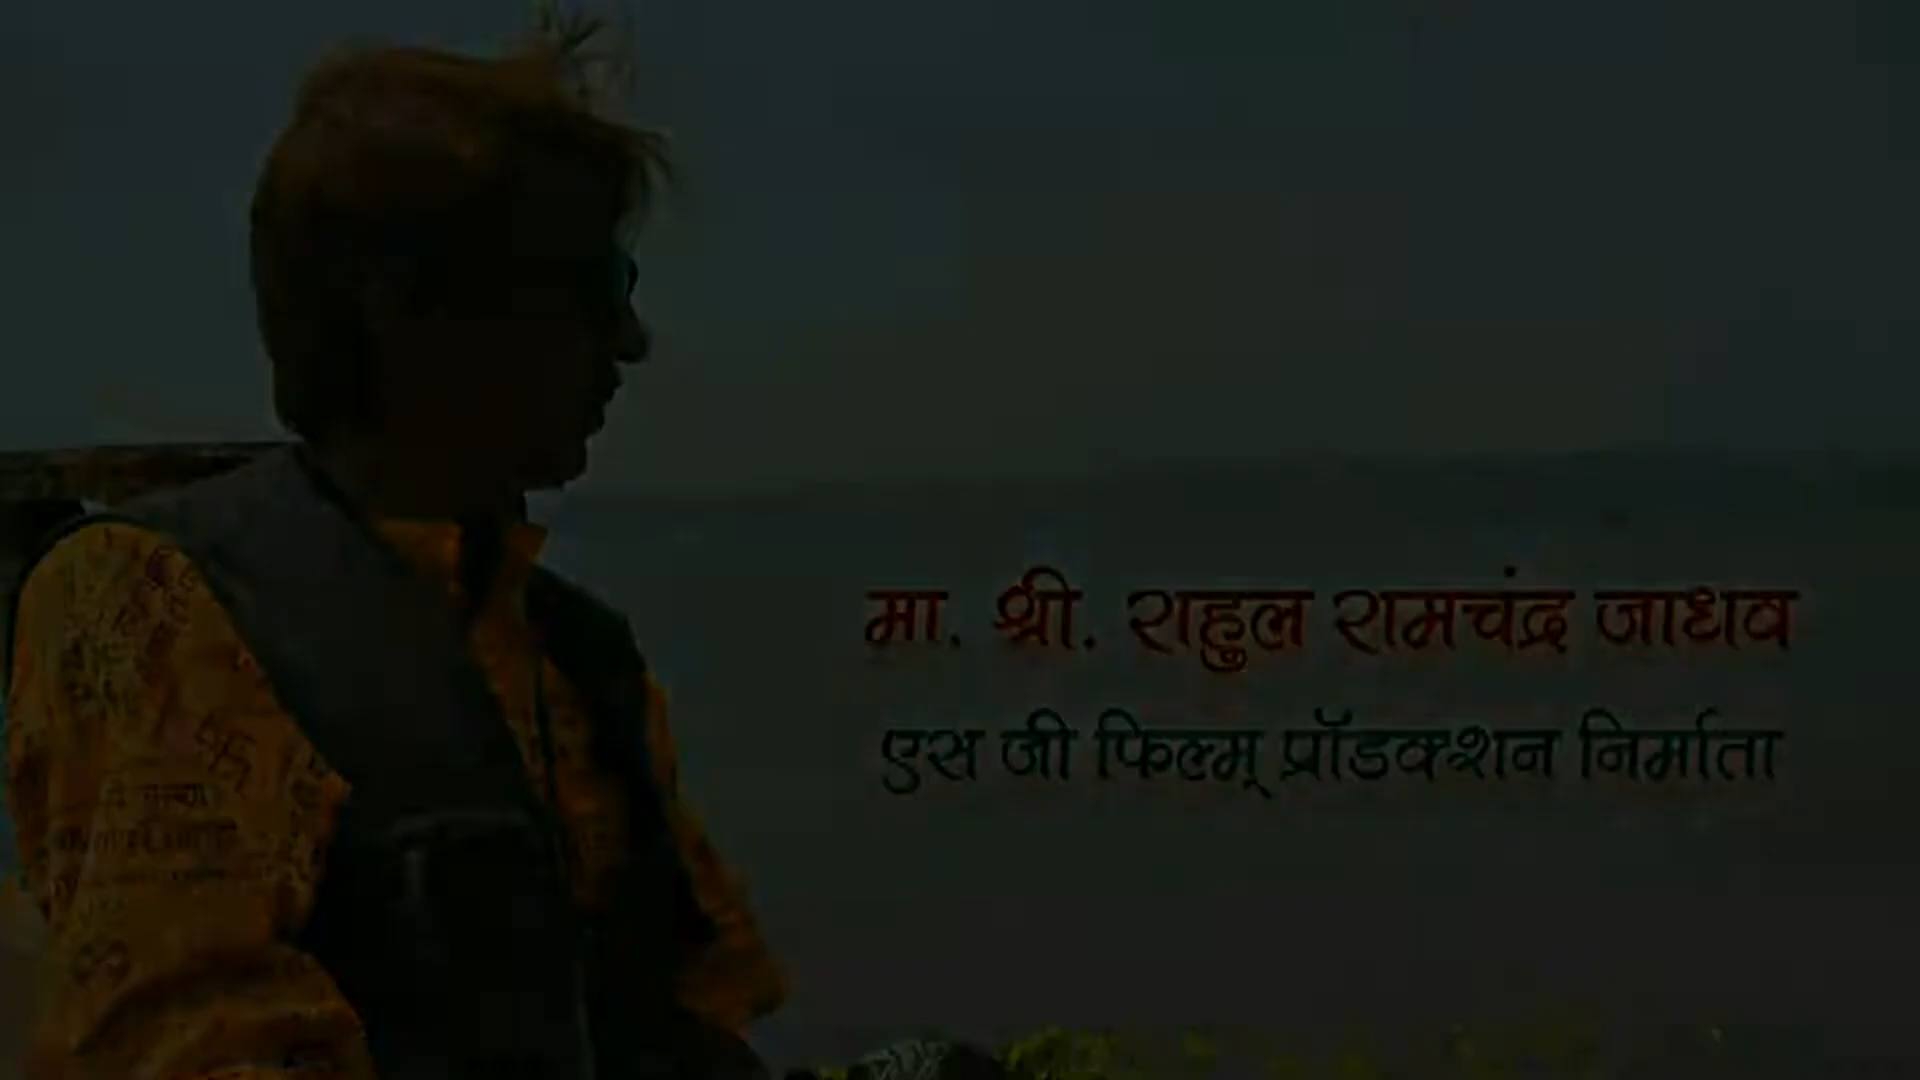 मा. श्री. राहुल रामचंद्र जाधव
एस जी फिल्म् प्रॉडक्शन निर्माता